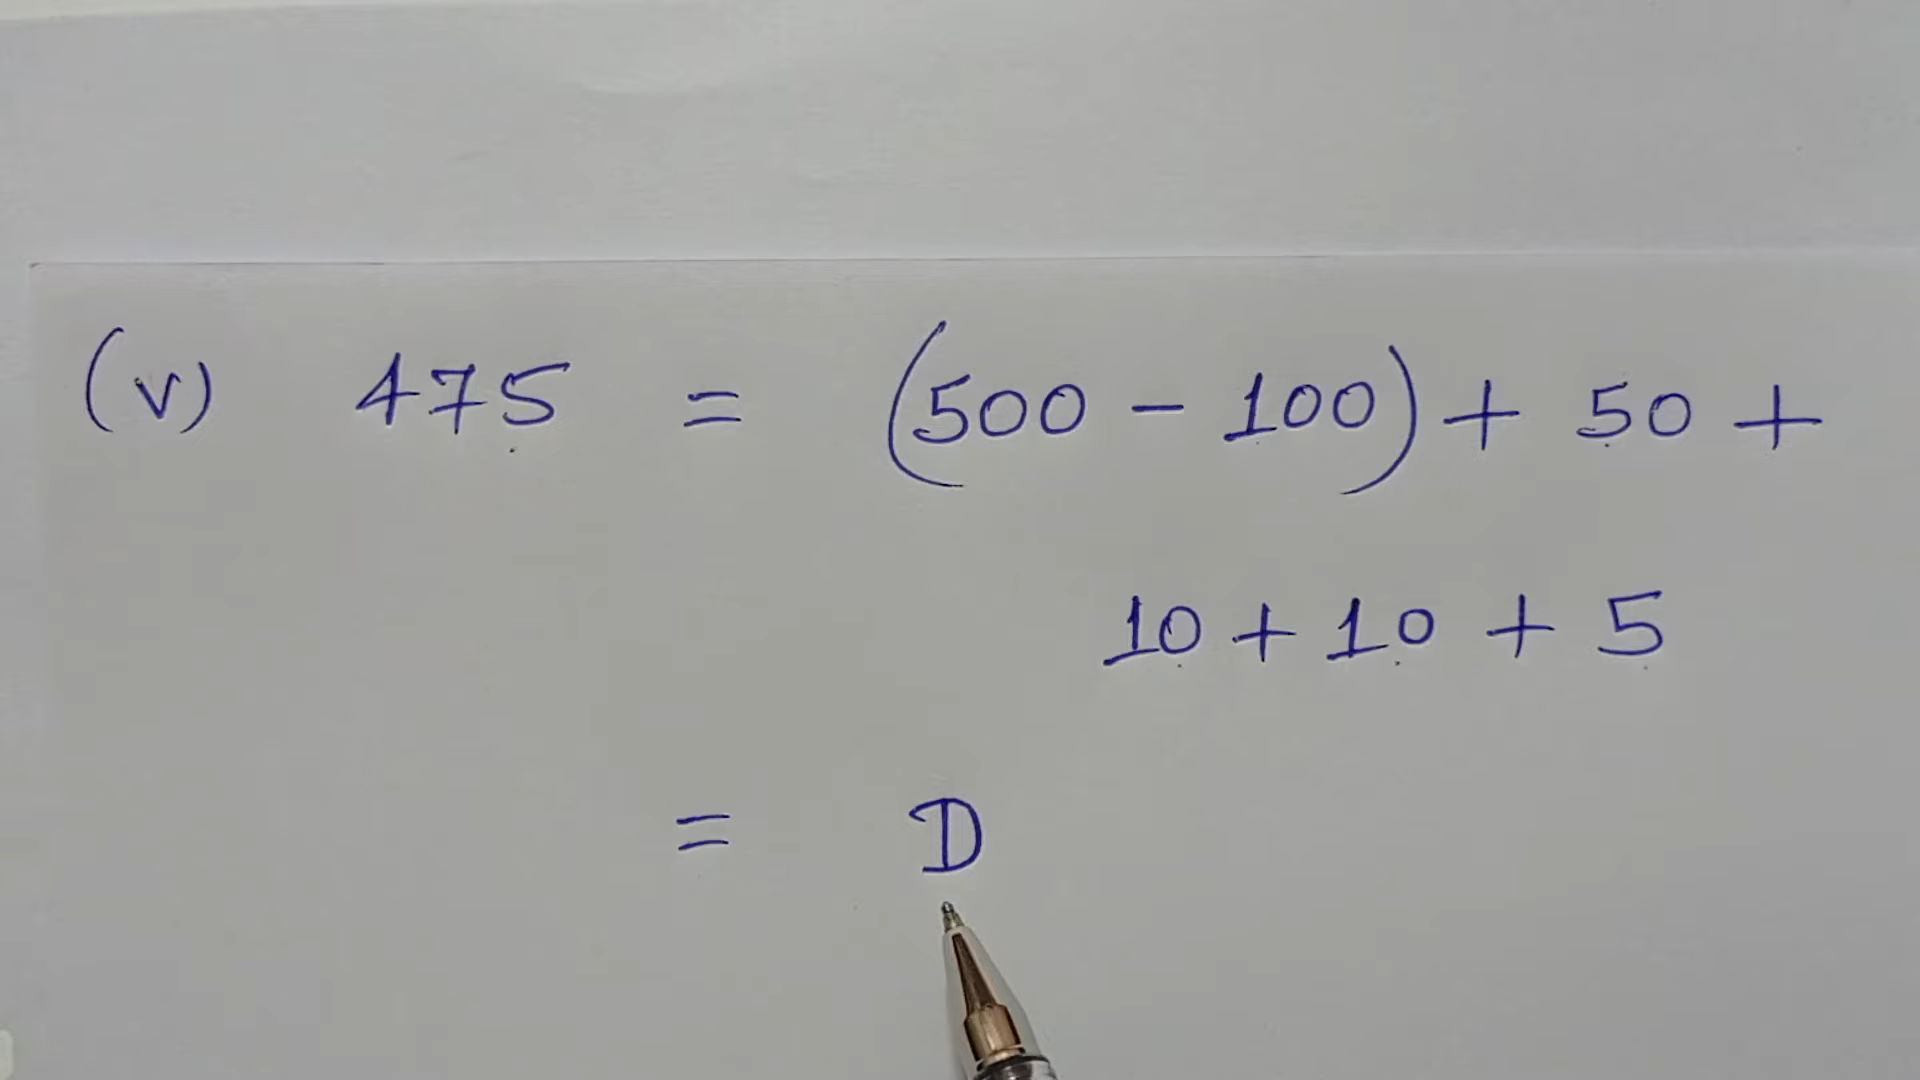 (v) 475 = (500 - 100) + 50 +
10 + 10 + 5
= D